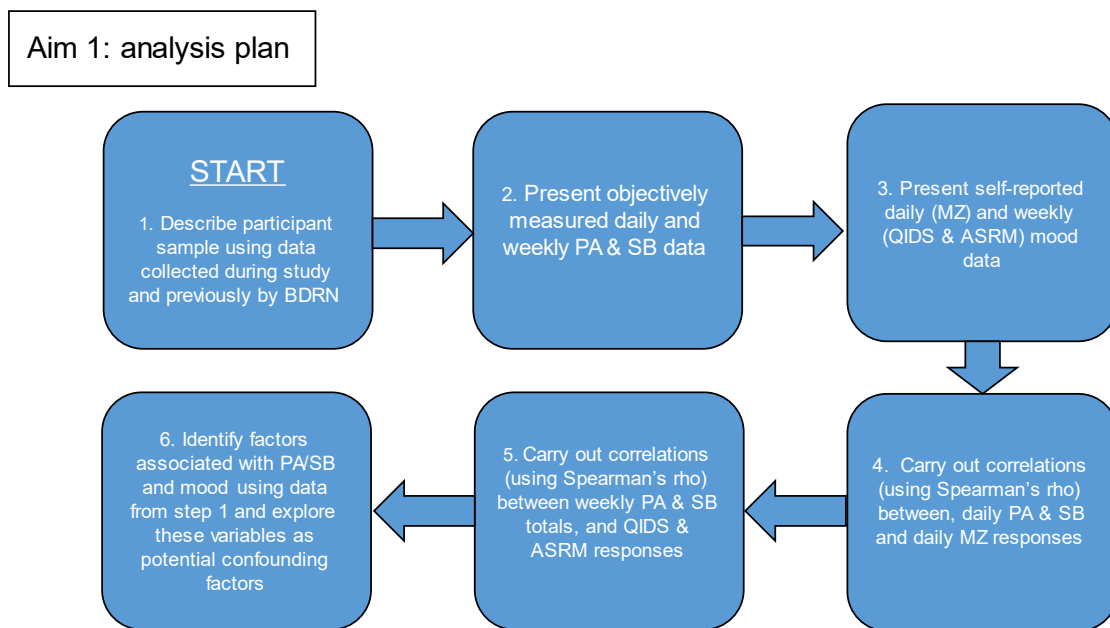 Aim 1: analysis plan
START
1. Describe participant
sample using data
collected during study
and previously by BDRN
2. Present objectively
measured daily and
weekly PA & SB data
3. Present self-reported
daily (MZ) and weekly
(QIDS & ASRM) mood
data
4. Carry out correlations
(using Spearman's rho)
between, daily PA & SB
and daily MZ responses
5. Carry out correlations
(using Spearman's rho)
between weekly PA & SB
totals, and QIDS &
ASRM responses
6. Identify factors
associated with PA/SB
and mood using data
from step 1 and explore
these variables as
potential confounding
factors